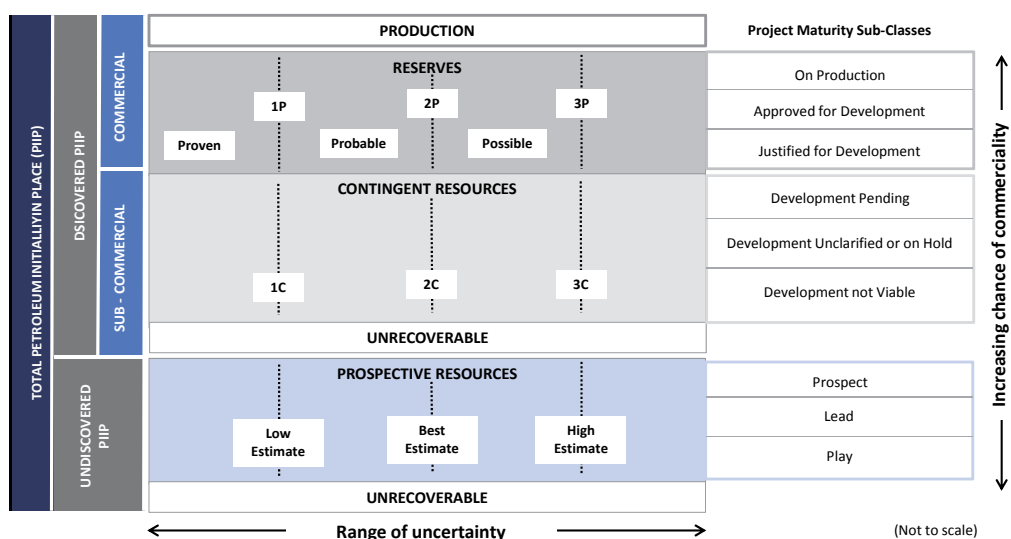 PRODUCTION
Project Maturity Sub-Classes
TOTAL PETROLEUM INITIALLIYIN PLACE (PIIP)
DSICOVERED PIIP
COMMERCIAL
RESERVES
1P
2P
3P
Proven
Probable
Possible
On Production
Approved for Development
Justified for Development
SUB - COMMERCIAL
CONTINGENT RESOURCES
1C
2C
3C
Development Pending
Development Unclarified or on Hold
Development not Viable
UNRECOVERABLE
UNDISCOVERED
PIIP
PROSPECTIVE RESOURCES
Low
Estimate
Best
Estimate
High
Estimate
Prospect
Lead
Play
UNRECOVERABLE
Increasing chance of commerciality
Range of uncertainty
(Not to scale)